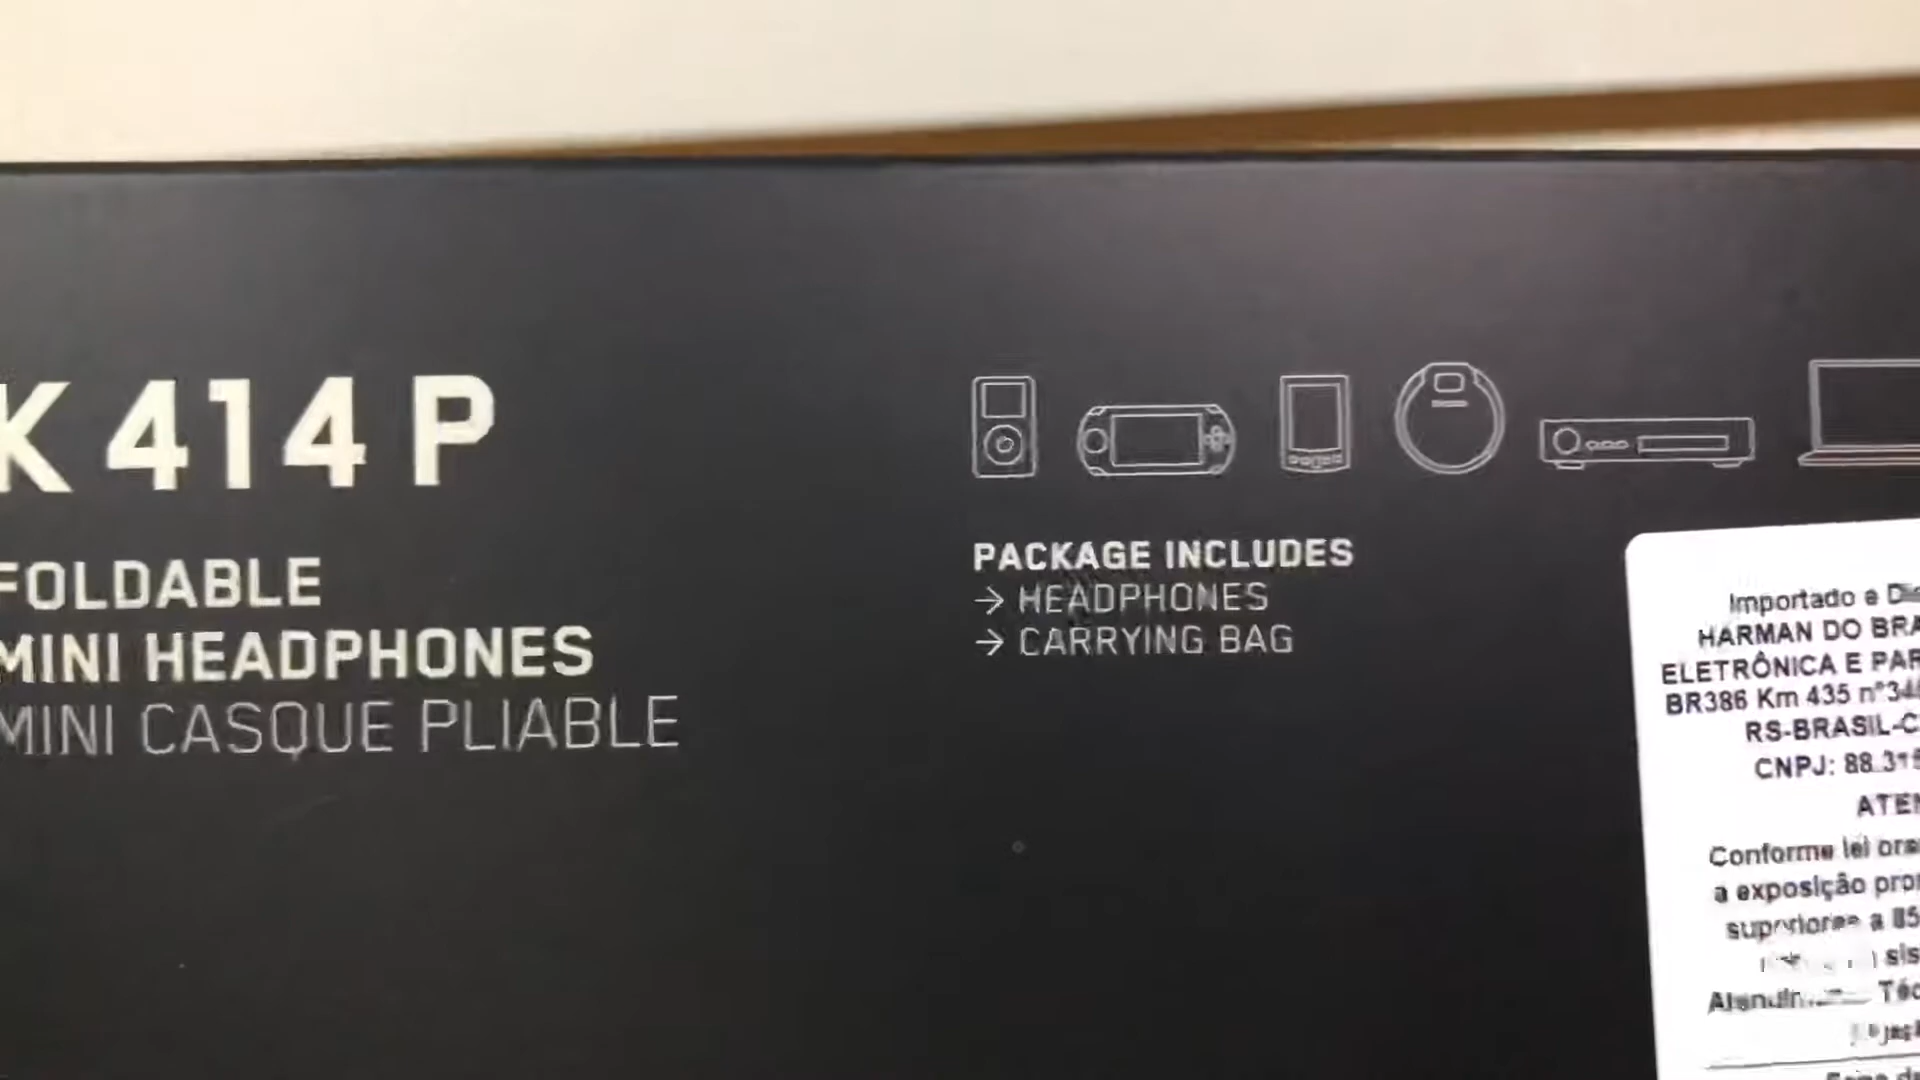 K 414 P
FOLDABLE
MINI HEADPHONES
MINI CASQUE PLIABLE
PACKAGE INCLUDES
→ HEADPHONES
→ CARRYING BAG
Importado e
HARMAN DO
ELETRÔNICA E
BR386 Km 435
RS-BRASIL-
CNPJ:
Conforme lei
a exposição
superiores a